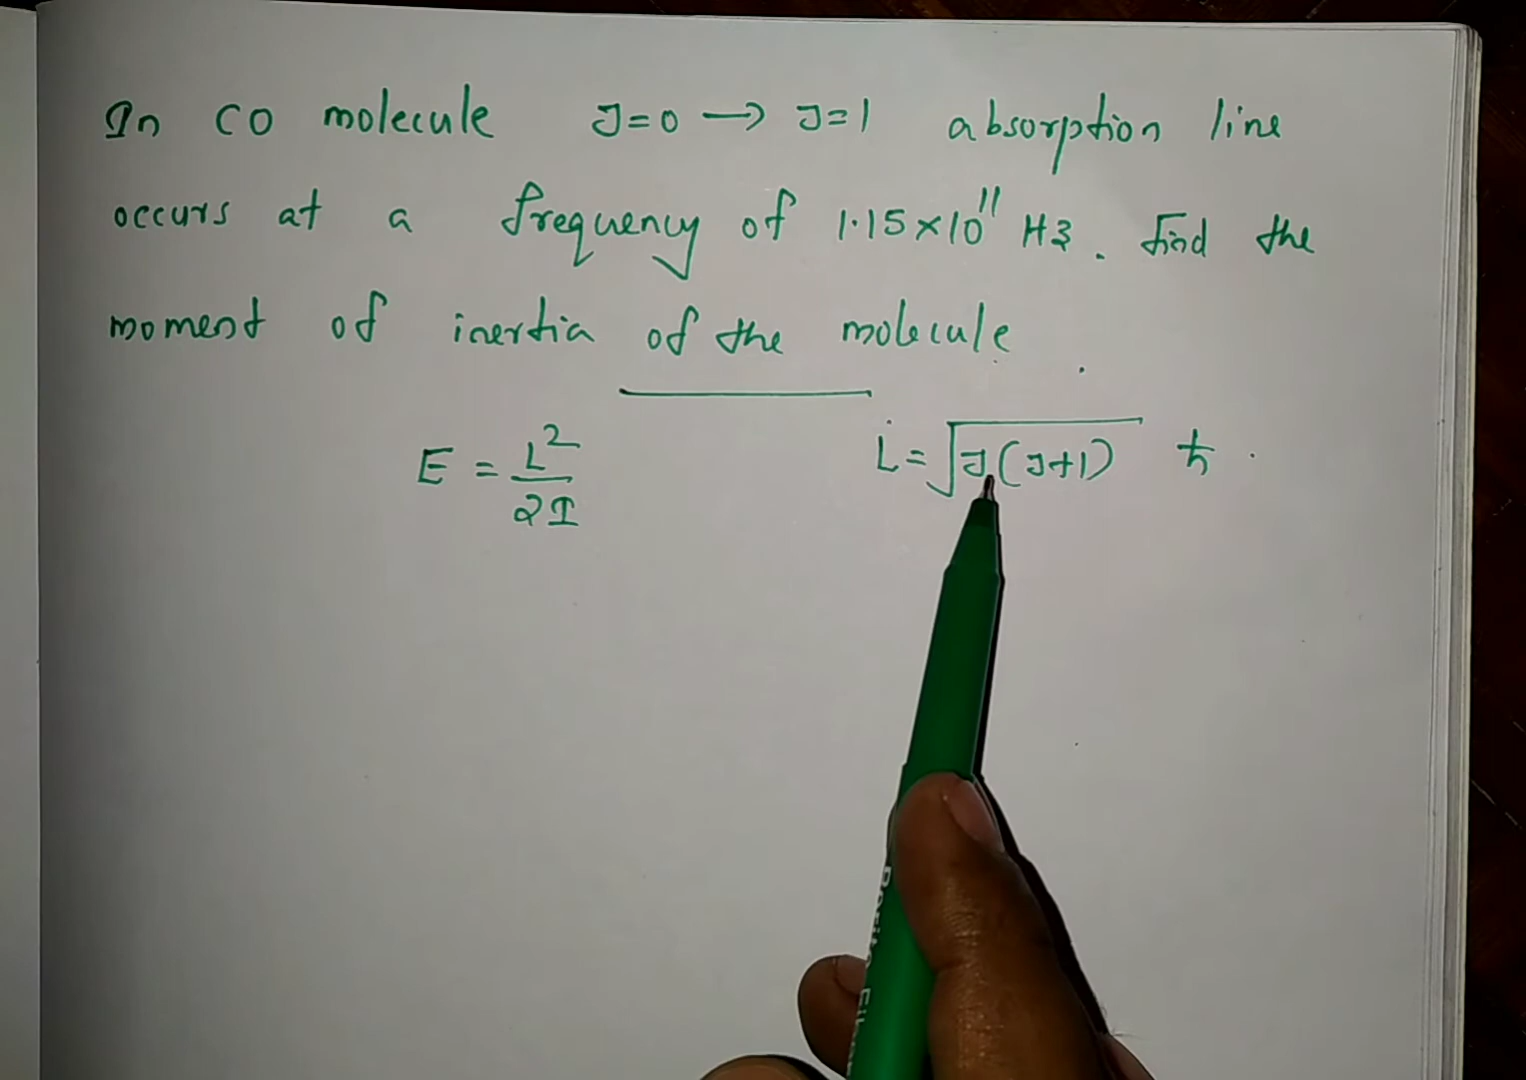 In CO molecule J=0 → J=1 absorption line
occurs at a frequency of 1.15×10¹¹ Hz. Find the
moment of inertia of the molecule.
E = L²/2I L = √J(J+1) ħ.